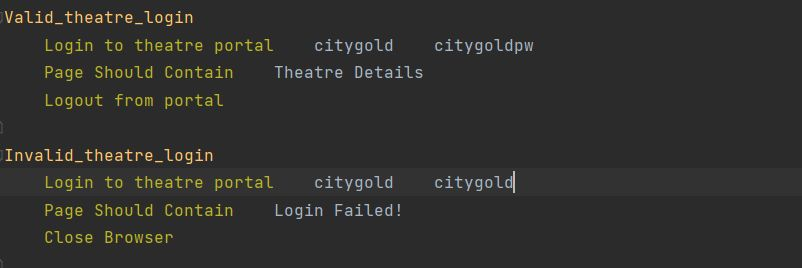 Valid_theatre_login
    Login to theatre portal    citygold    citygoldpw
    Page Should Contain    Theatre Details
    Logout from portal
Invalid_theatre_login
    Login to theatre portal    citygold    citygold
    Page Should Contain    Login Failed!
    Close Browser